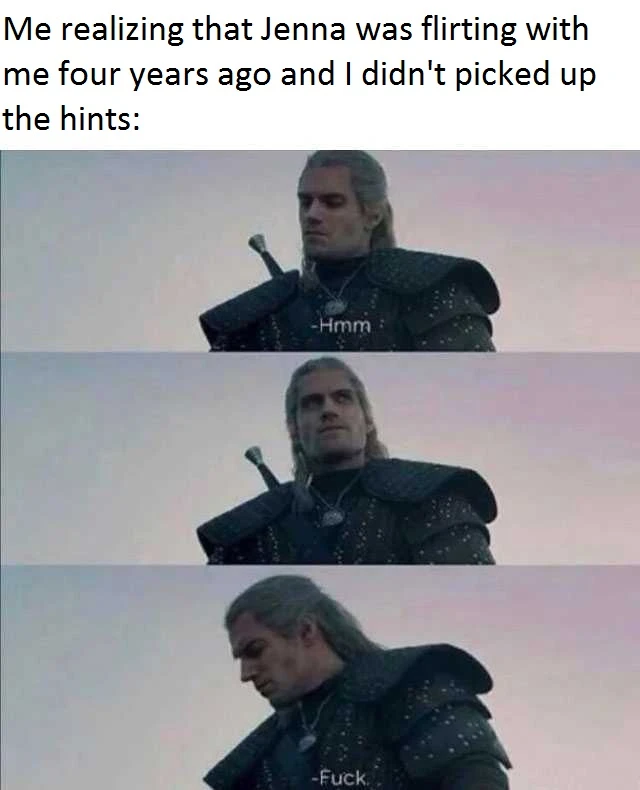 Me realizing that Jenna was flirting with
me four years ago and I didn't picked up
the hints:
-Hmm
-Fuck.